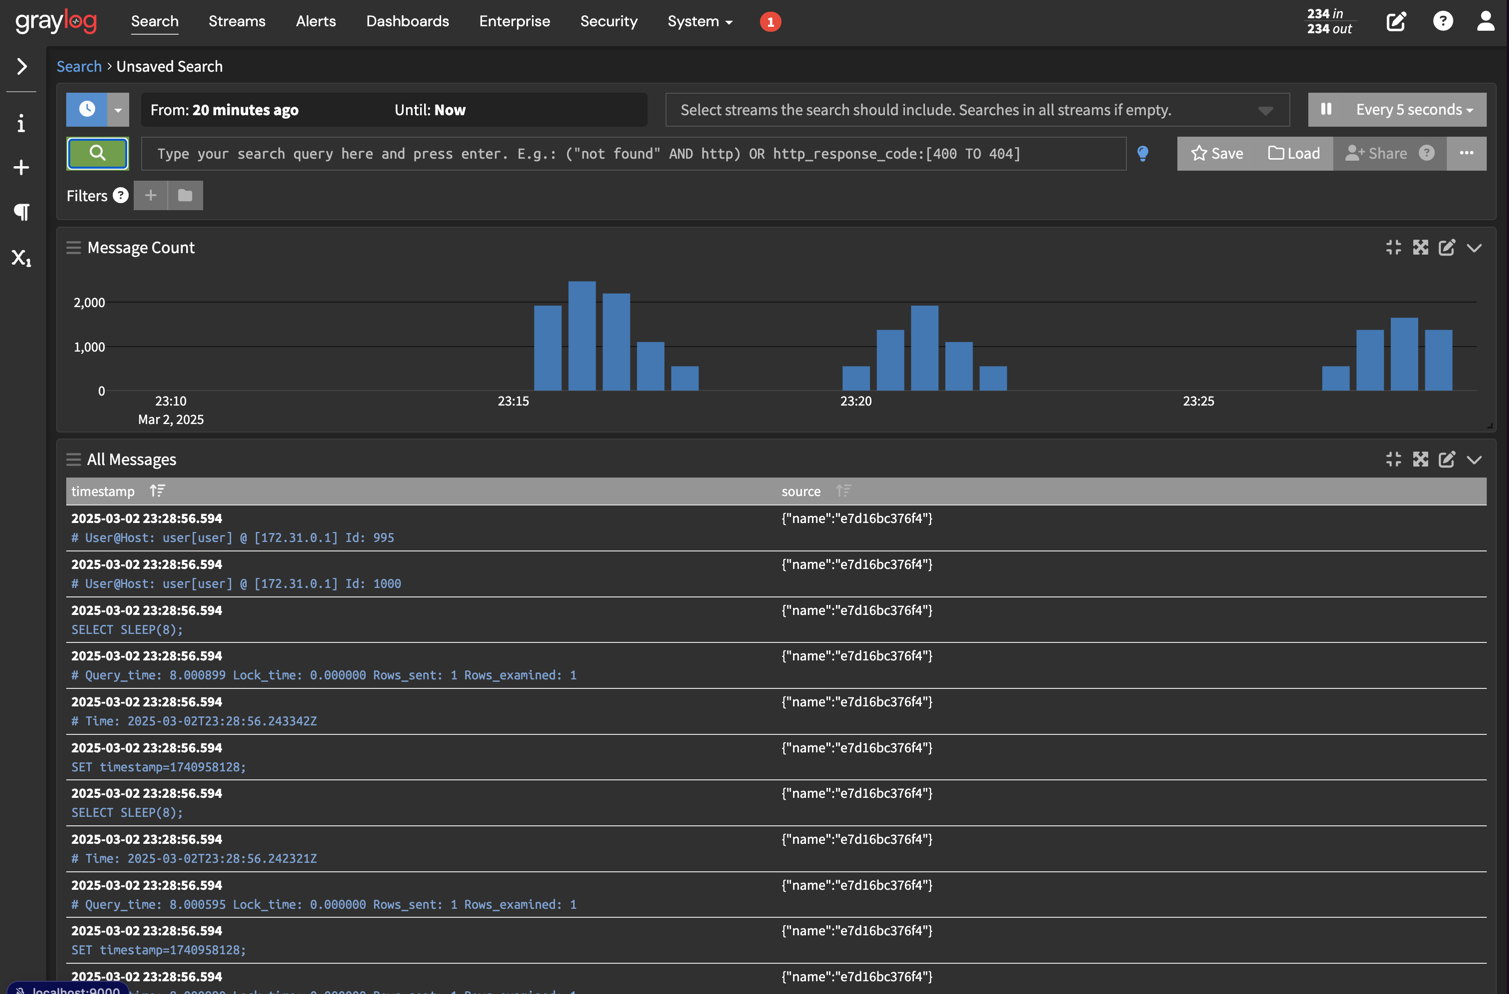 graylog Search Streams Alerts Dashboards Enterprise Security System 1 234 in
234 out
Search › Unsaved Search
From: 20 minutes ago Until: Now Select streams the search should include. Searches in all streams if empty. Every 5 seconds
Type your search query here and press enter. E.g.: ("not found" AND http) OR http_response_code:[400 TO 404] Save Load Share ? ...
Filters ? +
Message Count
2,000
1,000
0
23:10 23:15 23:20 23:25
Mar 2, 2025
All Messages
timestamp source
2025-03-02 23:28:56.594 {"name":"e7d16bc376f4"}
# User@Host: user[user] @ [172.31.0.1] Id: 995
2025-03-02 23:28:56.594 {"name":"e7d16bc376f4"}
# User@Host: user[user] @ [172.31.0.1] Id: 1000
2025-03-02 23:28:56.594 {"name":"e7d16bc376f4"}
SELECT SLEEP(8);
2025-03-02 23:28:56.594 {"name":"e7d16bc376f4"}
# Query_time: 8.000899 Lock_time: 0.000000 Rows_sent: 1 Rows_examined: 1
2025-03-02 23:28:56.594 {"name":"e7d16bc376f4"}
# Time: 2025-03-02T23:28:56.243342Z
2025-03-02 23:28:56.594 {"name":"e7d16bc376f4"}
SET timestamp=1740958128;
2025-03-02 23:28:56.594 {"name":"e7d16bc376f4"}
SELECT SLEEP(8);
2025-03-02 23:28:56.594 {"name":"e7d16bc376f4"}
# Time: 2025-03-02T23:28:56.242321Z
2025-03-02 23:28:56.594 {"name":"e7d16bc376f4"}
# Query_time: 8.000595 Lock_time: 0.000000 Rows_sent: 1 Rows_examined: 1
2025-03-02 23:28:56.594 {"name":"e7d16bc376f4"}
SET timestamp=1740958128;
2025-03-02 23:28:56.594 {"name":"e7d16bc376f4"}
localhost:9000